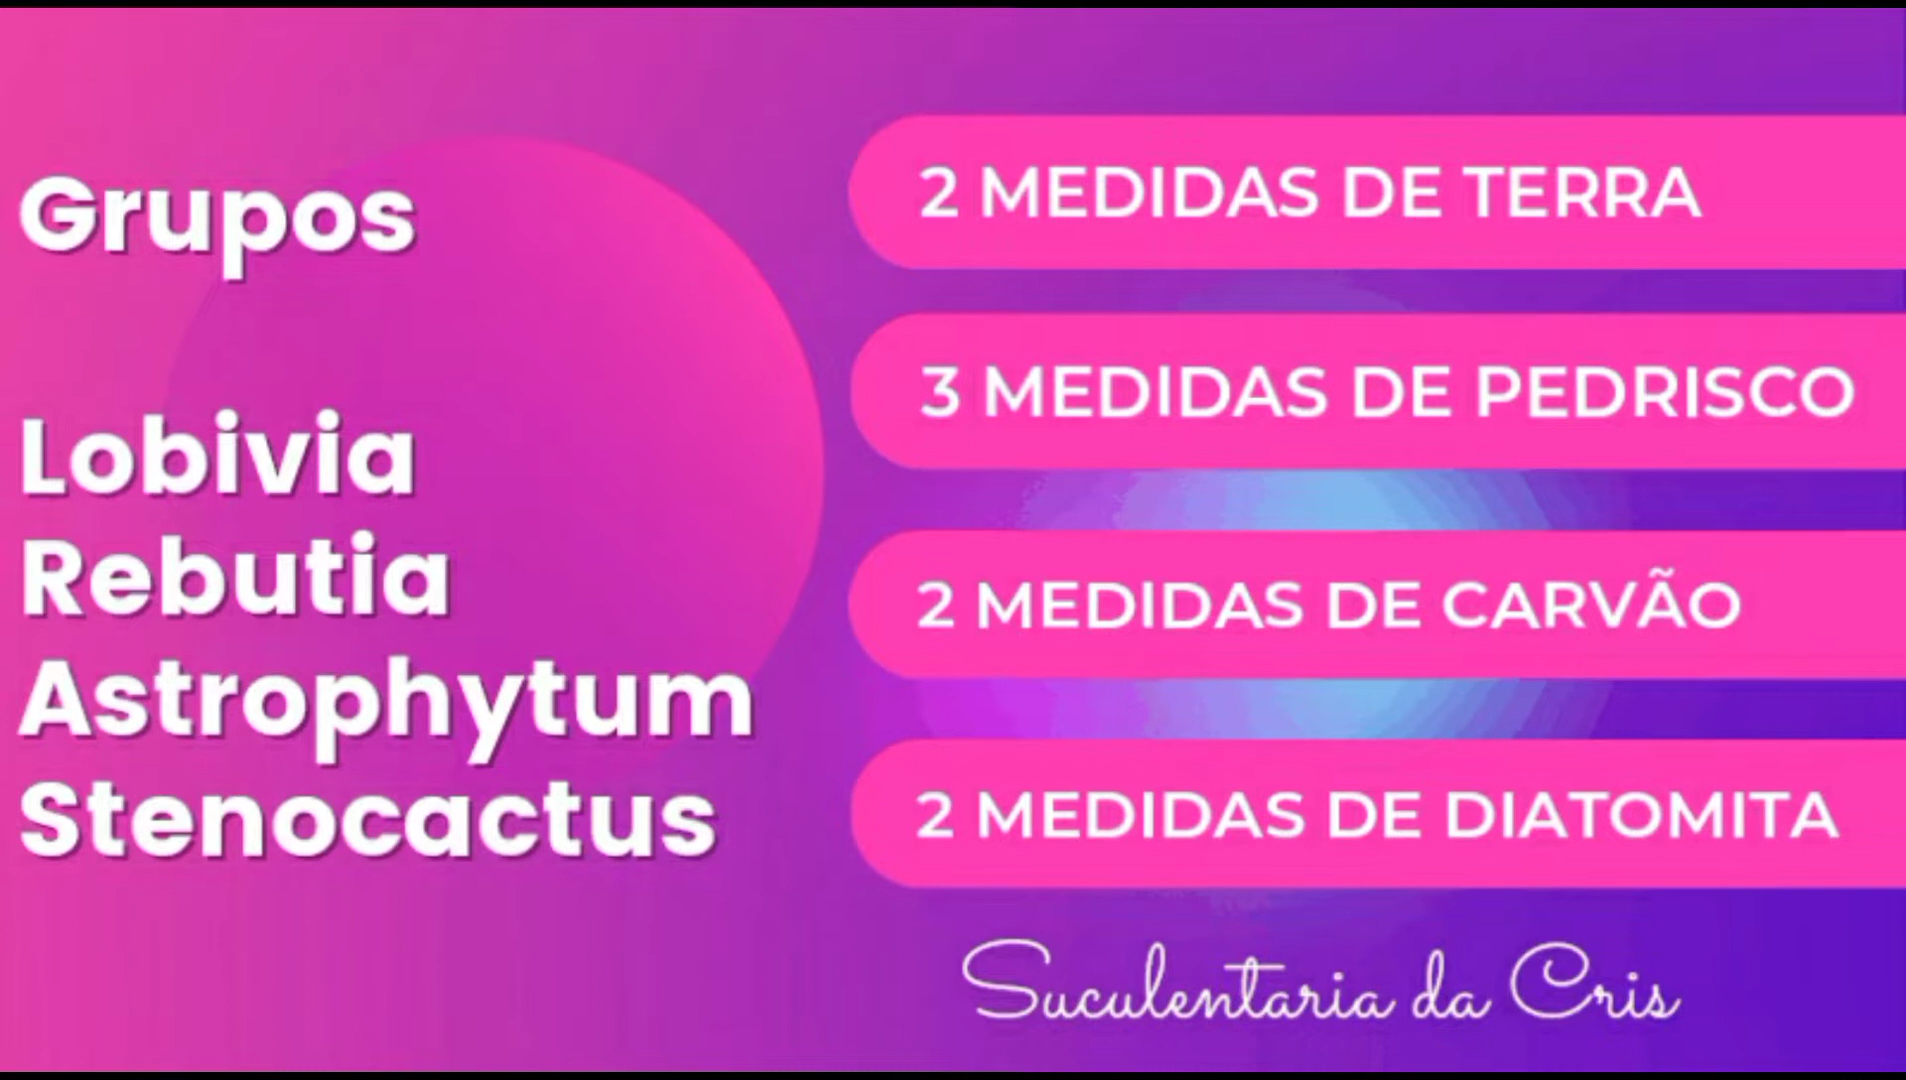 Grupos
Lobivia
Rebutia
Astrophytum
Stenocactus
2 MEDIDAS DE TERRA
3 MEDIDAS DE PEDRISCO
2 MEDIDAS DE CARVÃO
2 MEDIDAS DE DIATOMITA
Suculentaria da Cris